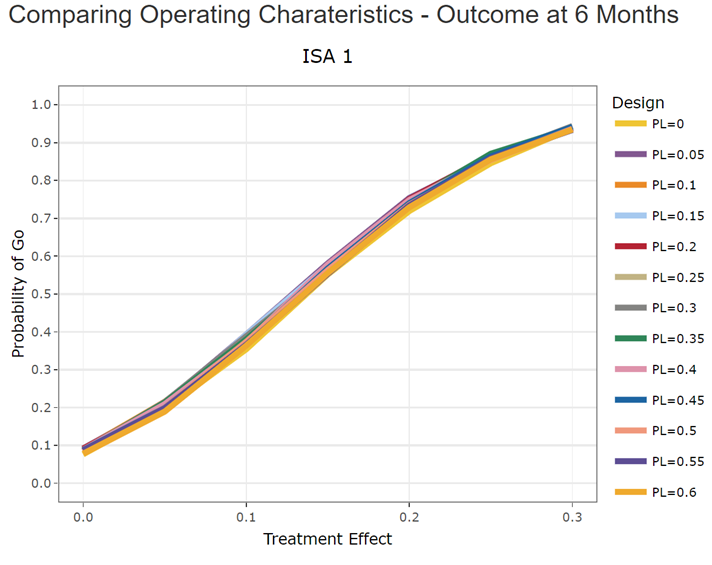 Comparing Operating Charateristics - Outcome at 6 Months
ISA 1
Design
PL=0
PL=0.05
PL=0.1
PL=0.15
PL=0.2
PL=0.25
PL=0.3
PL=0.35
PL=0.4
PL=0.45
PL=0.5
PL=0.55
PL=0.6
Probability of Go
1.0
0.9
0.8
0.7
0.6
0.5
0.4
0.3
0.2
0.1
0.0
0.0 0.1 0.2 0.3
Treatment Effect